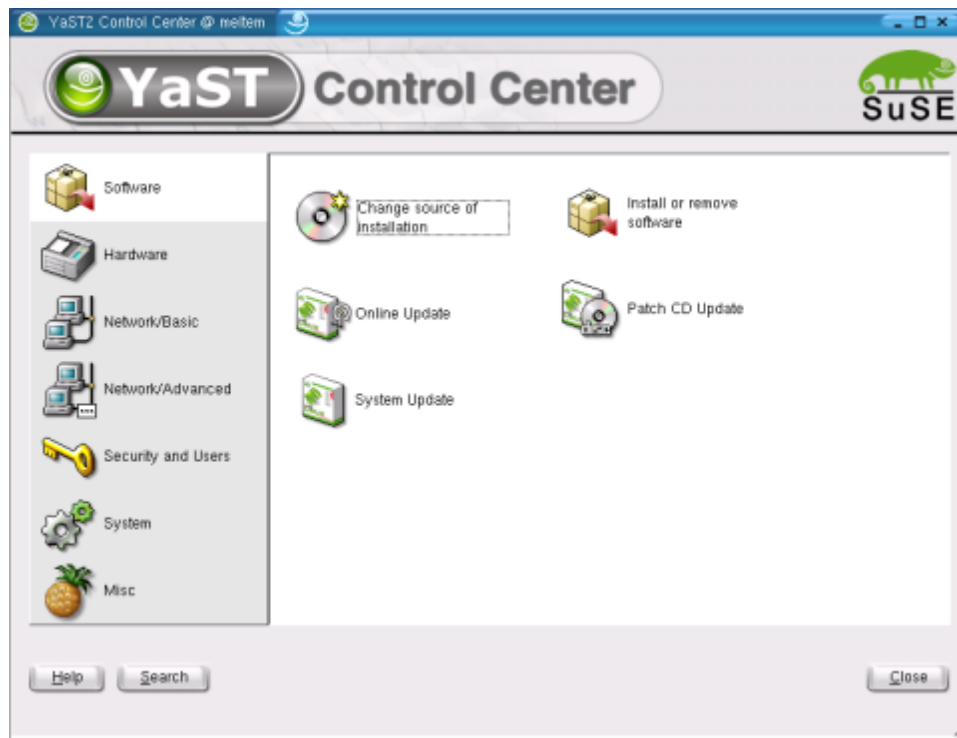 YaST2 Control Center @ meltem
YaST Control Center
SuSE
Software
Hardware
Network/Basic
Network/Advanced
Security and Users
System
Misc
Change source of
installation
Install or remove
software
Online Update
Patch CD Update
System Update
Help
Search
Close